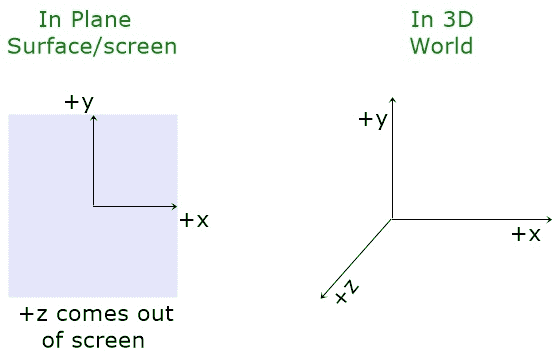 In Plane
Surface/screen
In 3D
World
+y
+x
+z comes out
of screen
+y
+x
+z